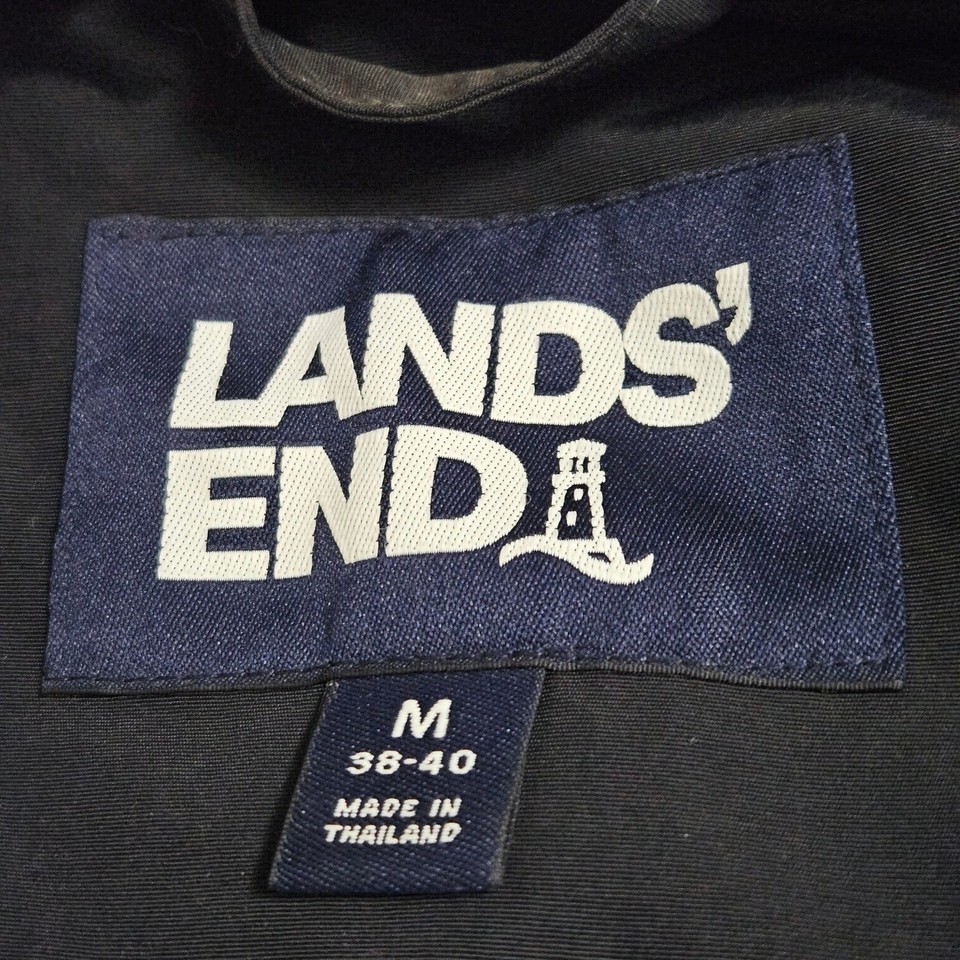 LANDS'
END
M
38-40
MADE IN
THAILAND